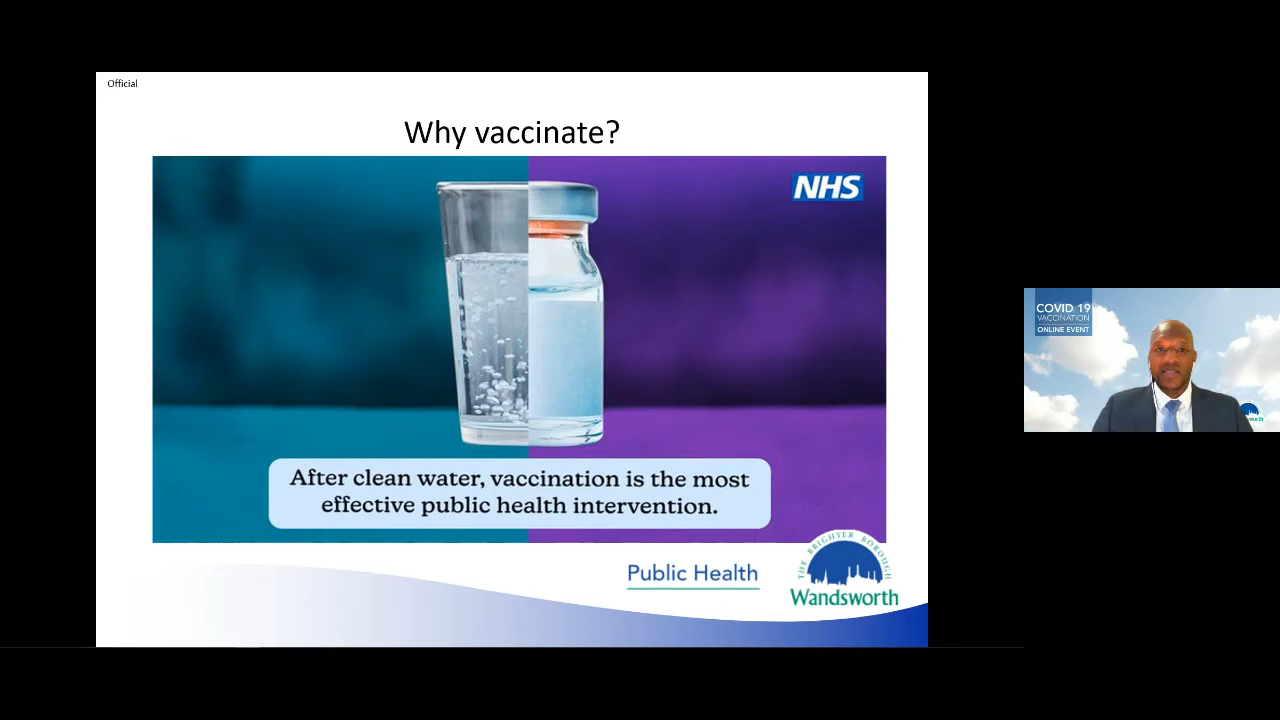 Official
Why vaccinate?
NHS
After clean water, vaccination is the most
effective public health intervention.
Public Health
THE BRIGHTER BOROUGH
Wandsworth
COVID 19
VACCINATION
ONLINE EVENT